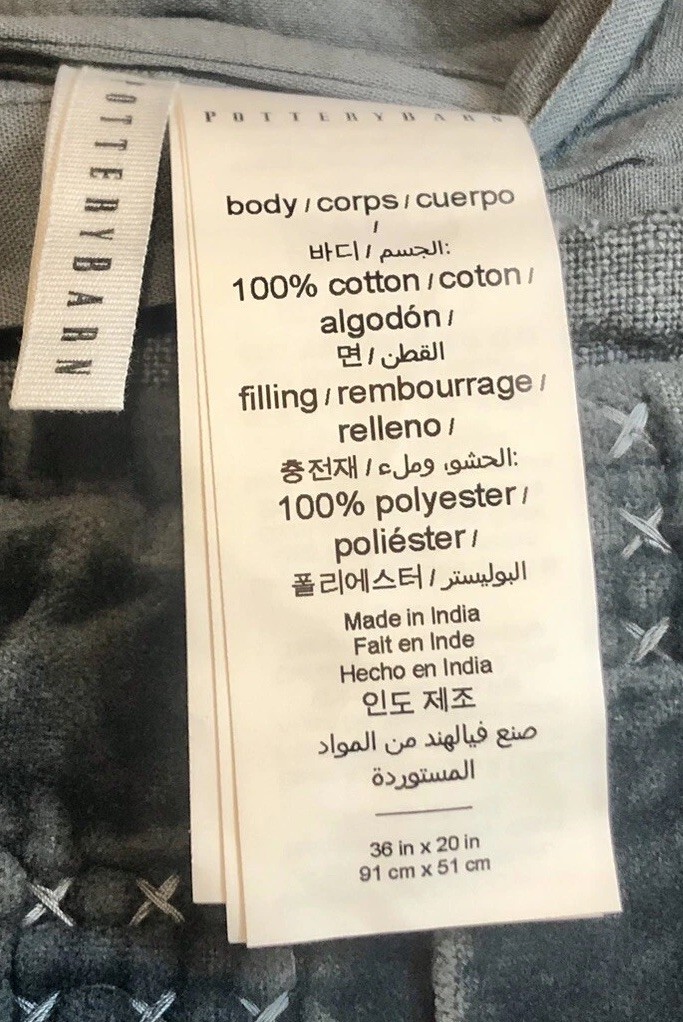 POTTERYBARN
POTTERYBARN
body / corps / cuerpo
/
바디 / الجسم:
100% cotton / coton /
algodón /
면 / القطن
filling / rembourrage /
relleno /
충전재 / الحشو، وملء:
100% polyester /
poliéster /
폴리에스터 / البوليستر
Made in India
Fait en Inde
Hecho en India
인도 제조
صنع فيالهند من المواد
المستوردة
36 in x 20 in
91 cm x 51 cm